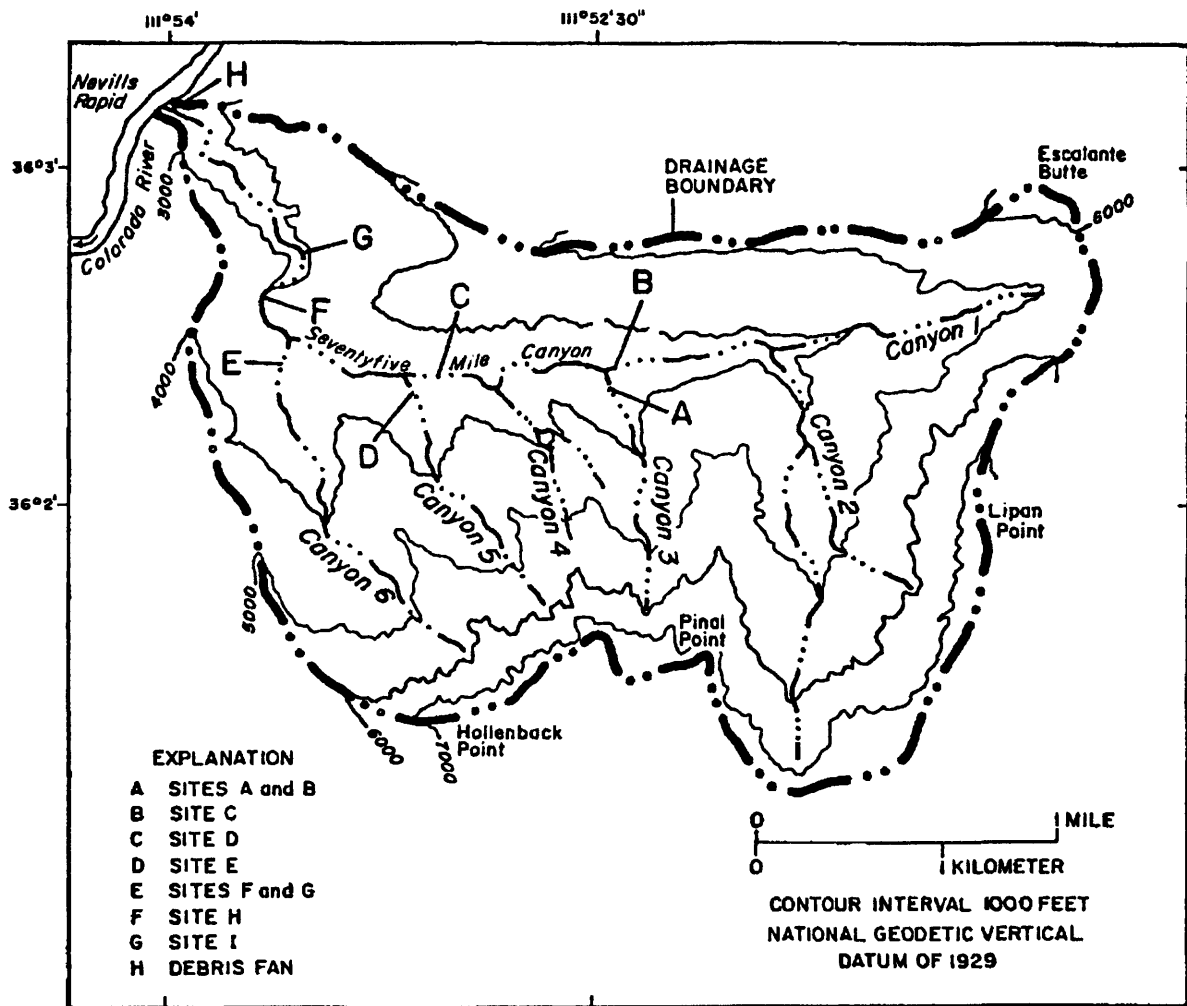 111°54'
111°52'30"
Nevills
Rapid
H
36°3'
Colorado River
3000
DRAINAGE
BOUNDARY
Escalante
Butte
6000
G
F
C
B
Seventyfive Mile Canyon
Canyon 1
E
4000
D
A
Canyon 2
Canyon 3
Canyon 4
Canyon 5
Canyon 6
36°2'
Lipan
Point
5000
Pinal
Point
Hollenback
Point
6000
7000
EXPLANATION
A SITES A and B
B SITE C
C SITE D
D SITE E
E SITES F and G
F SITE H
G SITE I
H DEBRIS FAN
0 1 MILE
0 1 KILOMETER
CONTOUR INTERVAL 1000 FEET
NATIONAL GEODETIC VERTICAL
DATUM OF 1929